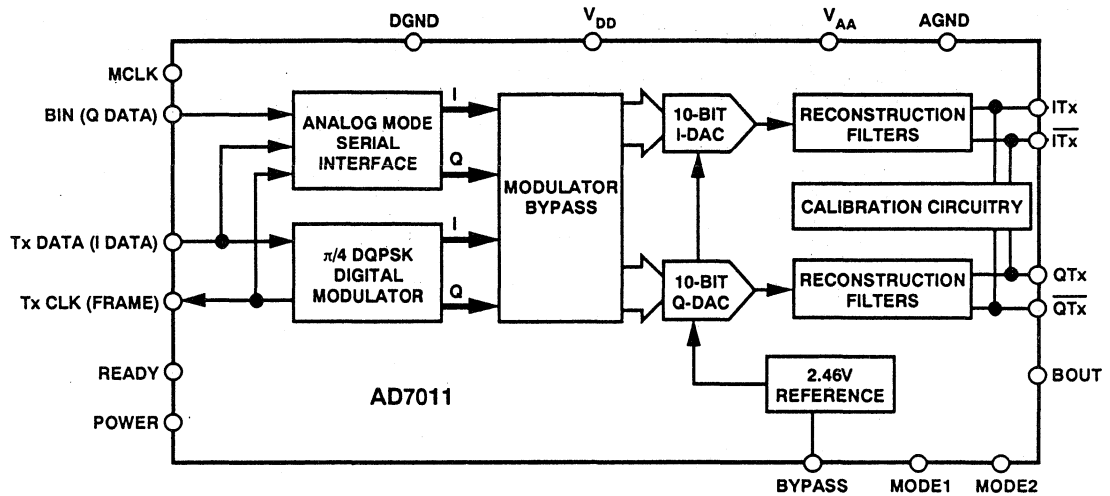 DGND
V_DD
V_AA
AGND
MCLK
BIN (Q DATA)
Tx DATA (I DATA)
Tx CLK (FRAME)
READY
POWER
ANALOG MODE
SERIAL
INTERFACE
I
Q
π/4 DQPSK
DIGITAL
MODULATOR
I
Q
MODULATOR
BYPASS
10-BIT
I-DAC
10-BIT
Q-DAC
RECONSTRUCTION
FILTERS
CALIBRATION CIRCUITRY
RECONSTRUCTION
FILTERS
2.46V
REFERENCE
AD7011
ITx
I̅T̅x̅
QTx
Q̅T̅x̅
BOUT
BYPASS
MODE1
MODE2